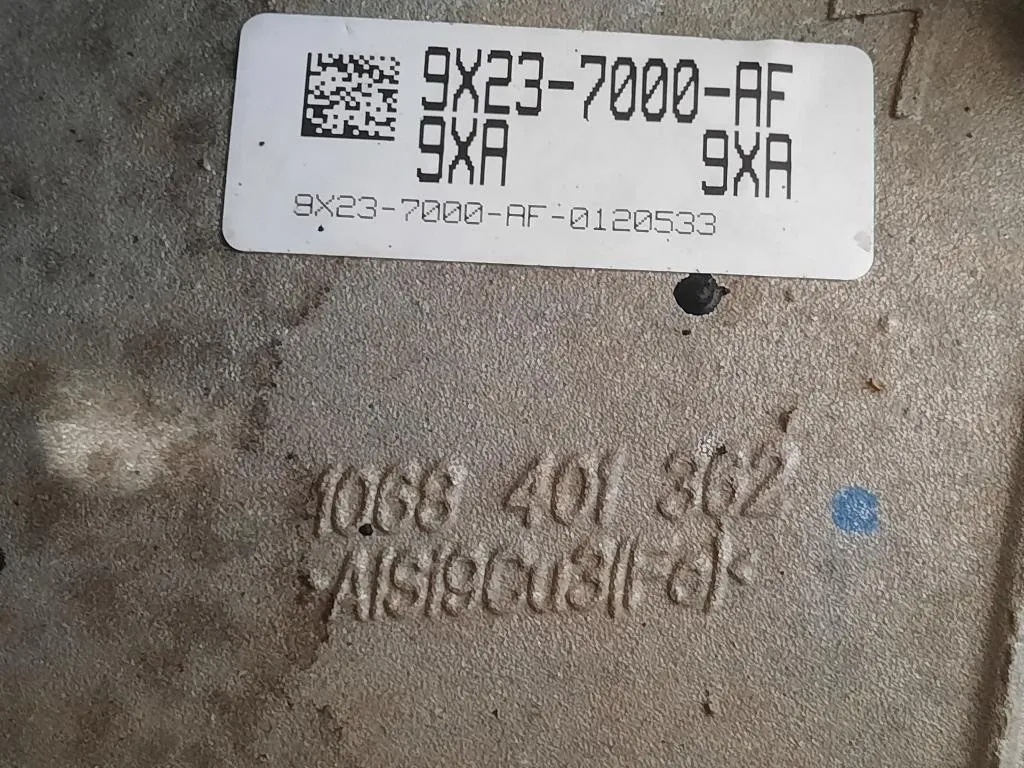 9X23-7000-AF
9XA 9XA
9X23-7000-AF-0120533
1068 401 362
>AlSi9Cu3(Fe)<